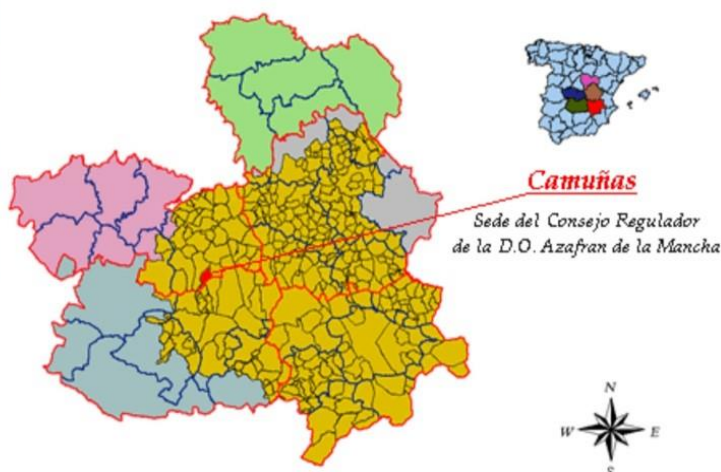 Camuñas
Sede del Consejo Regulador
de la D.O. Azafran de la Mancha
N
W E
S